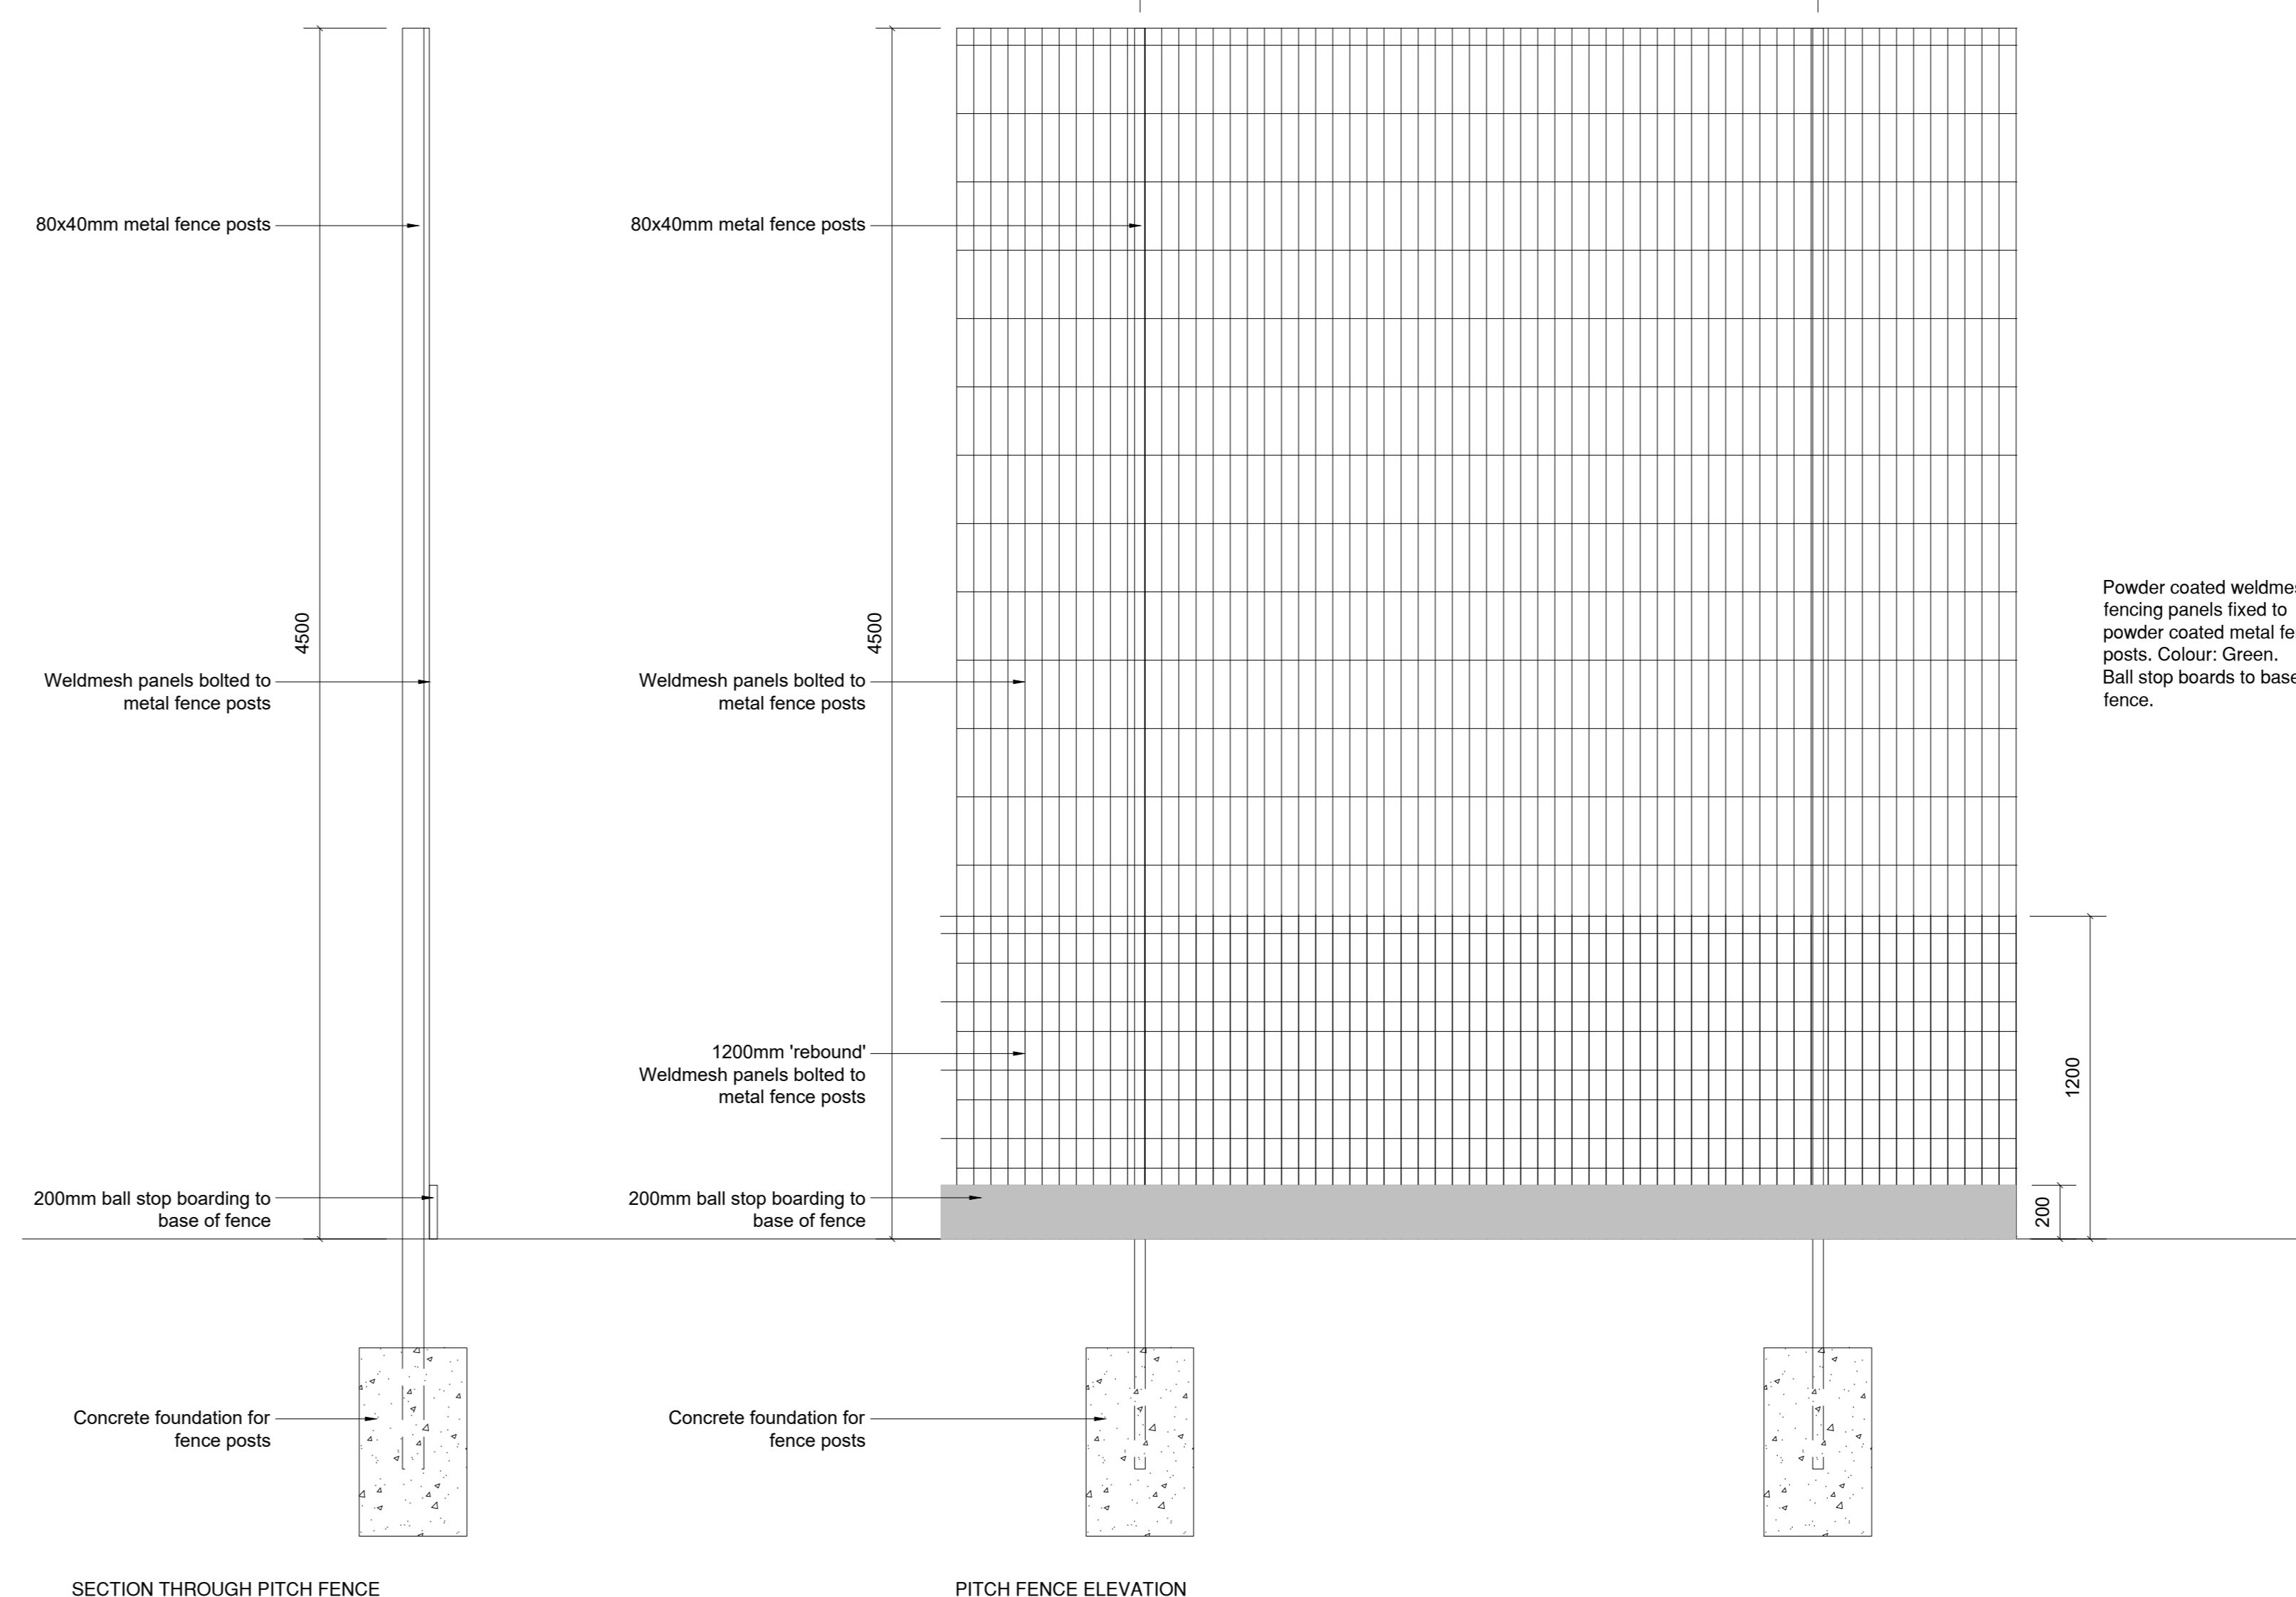 80x40mm metal fence posts
4500
Weldmesh panels bolted to
metal fence posts
200mm ball stop boarding to
base of fence
Concrete foundation for
fence posts
SECTION THROUGH PITCH FENCE
80x40mm metal fence posts
4500
Weldmesh panels bolted to
metal fence posts
1200mm 'rebound'
Weldmesh panels bolted to
metal fence posts
200mm ball stop boarding to
base of fence
Concrete foundation for
fence posts
PITCH FENCE ELEVATION
1200
200
Powder coated weldmes
fencing panels fixed to
powder coated metal fe
posts. Colour: Green.
Ball stop boards to base
fence.